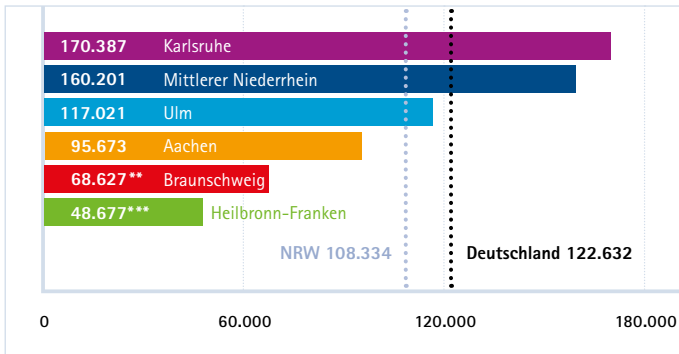 170.387 Karlsruhe
160.201 Mittlerer Niederrhein
117.021 Ulm
95.673 Aachen
68.627** Braunschweig
48.677*** Heilbronn-Franken
NRW 108.334 Deutschland 122.632
0 60.000 120.000 180.000